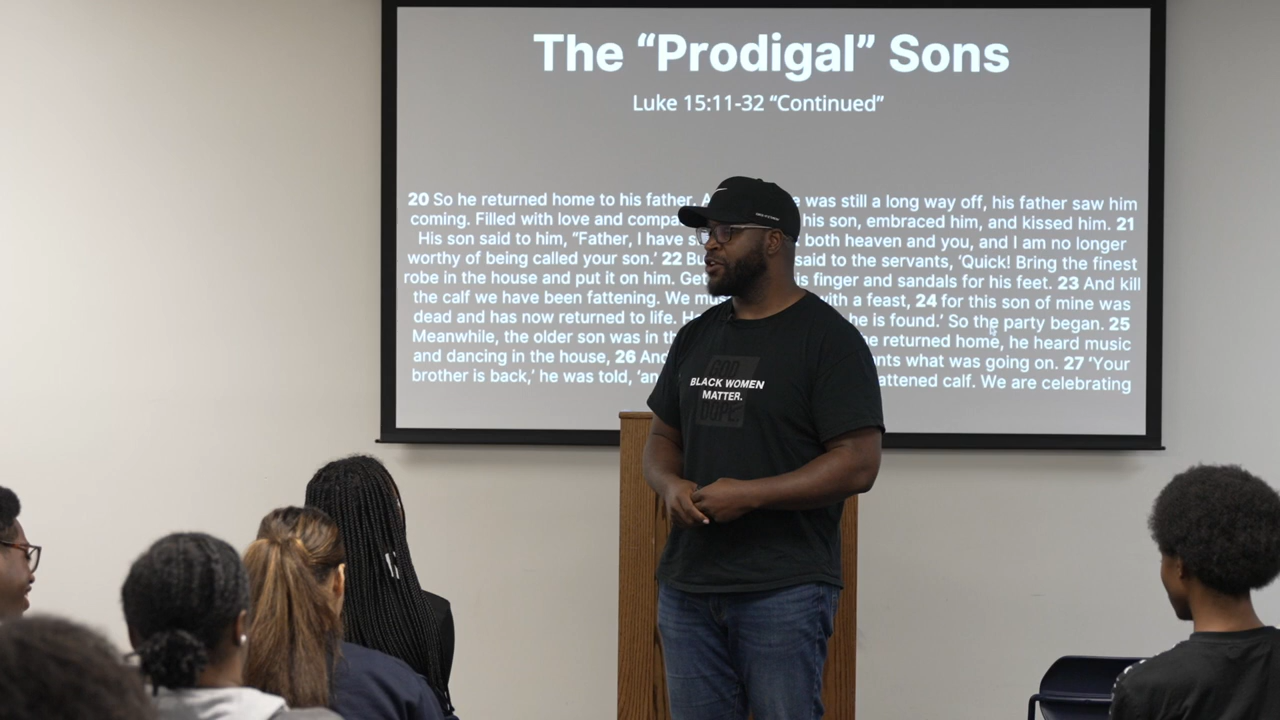 The “Prodigal” Sons
Luke 15:11-32 “Continued”
20 So he returned home to his father. A e was still a long way off, his father saw him
coming. Filled with love and compa his son, embraced him, and kissed him. 21
His son said to him, “Father, I have s both heaven and you, and I am no longer
worthy of being called your son.’ 22 Bu said to the servants, ‘Quick! Bring the finest
robe in the house and put it on him. Get is finger and sandals for his feet. 23 And kill
the calf we have been fattening. We mus with a feast, 24 for this son of mine was
dead and has now returned to life. He he is found.’ So the party began. 25
Meanwhile, the older son was in th he returned home, he heard music
and dancing in the house, 26 And ants what was going on. 27 ‘Your
brother is back,’ he was told, ‘an attened calf. We are celebrating
GOD
BLACK WOMEN
MATTER.
DOPE.